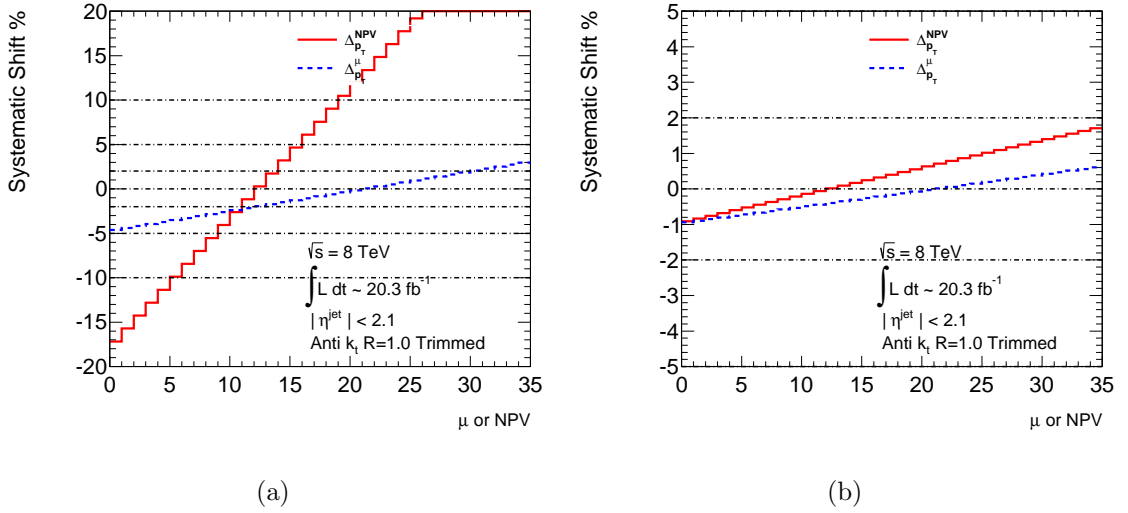 Systematic Shift %
20
15
10
5
0
-5
-10
-15
-20
Δ_{p_T}^{NPV}
Δ_{p_T}^{μ}
√s = 8 TeV
∫ L dt ~ 20.3 fb⁻¹
| η^{jet} | < 2.1
Anti k_t R=1.0 Trimmed
0 5 10 15 20 25 30 35
μ or NPV
(a)
Systematic Shift %
5
4
3
2
1
0
-1
-2
-3
-4
-5
Δ_{p_T}^{NPV}
Δ_{p_T}^{μ}
√s = 8 TeV
∫ L dt ~ 20.3 fb⁻¹
| η^{jet} | < 2.1
Anti k_t R=1.0 Trimmed
0 5 10 15 20 25 30 35
μ or NPV
(b)